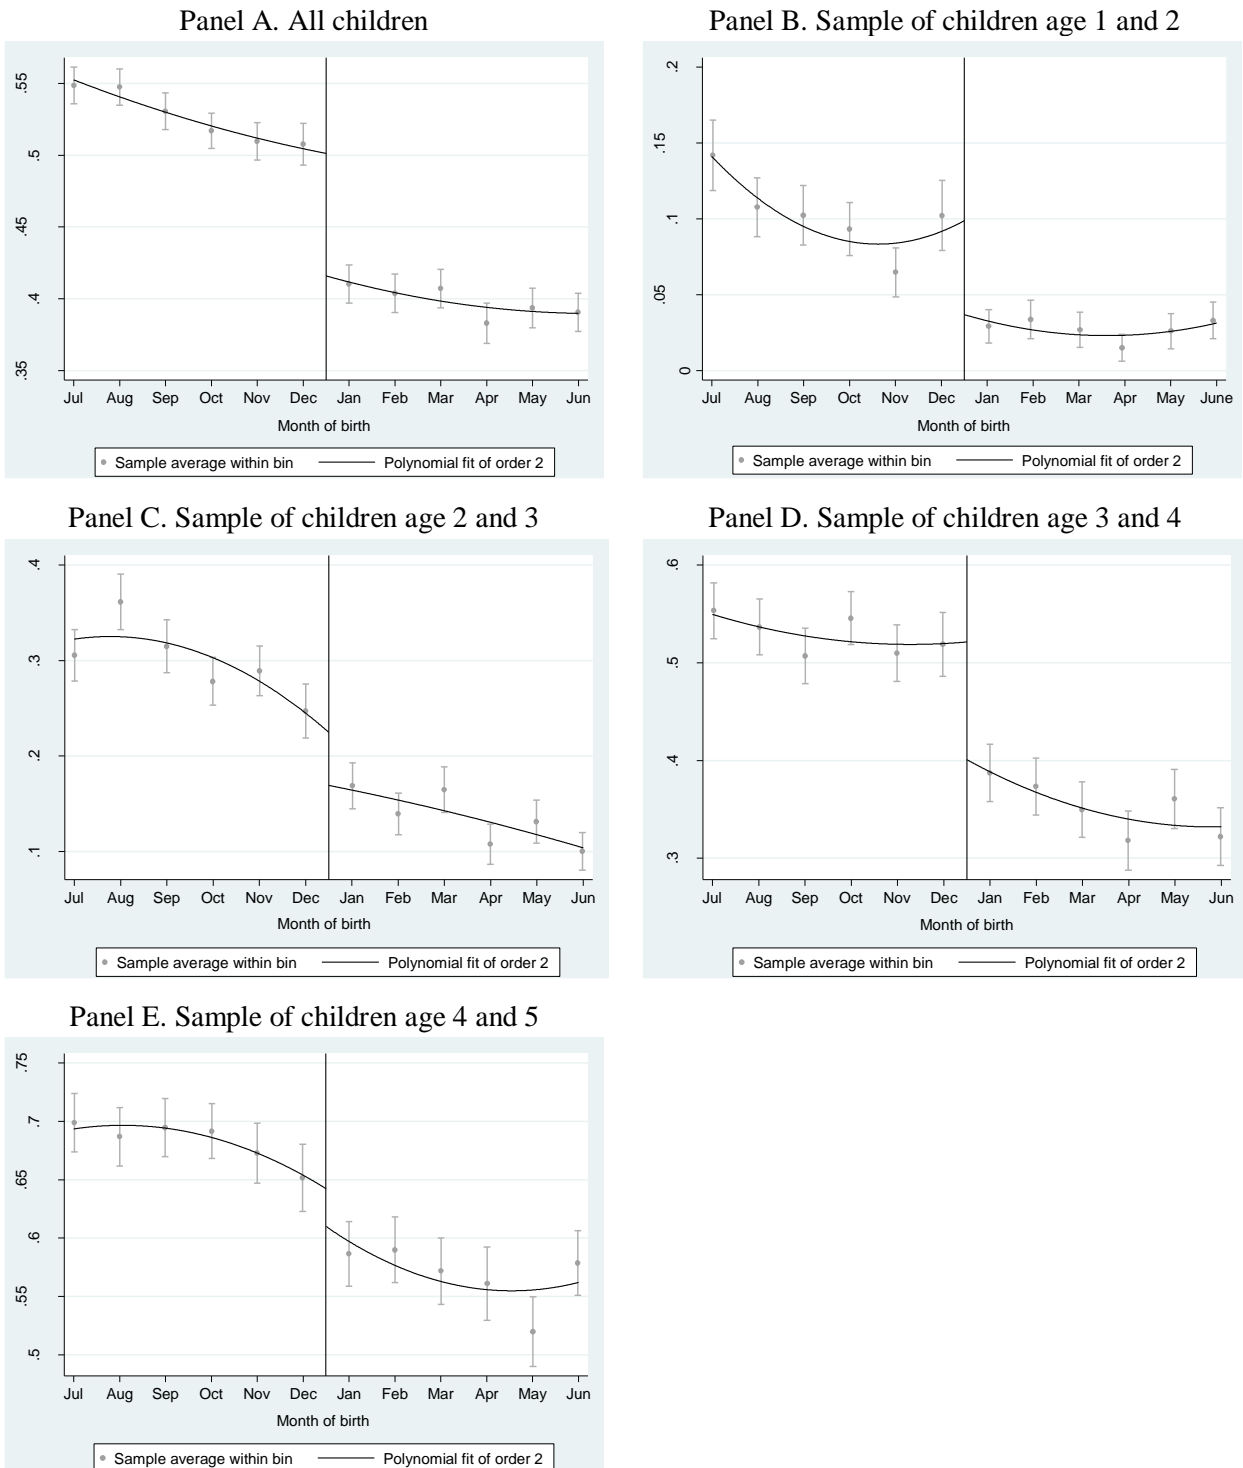 Panel A. All children
.55
.5
.45
.4
.35
Jul Aug Sep Oct Nov Dec Jan Feb Mar Apr May Jun
Month of birth
Sample average within bin Polynomial fit of order 2
Panel B. Sample of children age 1 and 2
.2
.15
.1
.05
0
Jul Aug Sep Oct Nov Dec Jan Feb Mar Apr May June
Month of birth
Sample average within bin Polynomial fit of order 2
Panel C. Sample of children age 2 and 3
.4
.3
.2
.1
Jul Aug Sep Oct Nov Dec Jan Feb Mar Apr May Jun
Month of birth
Sample average within bin Polynomial fit of order 2
Panel D. Sample of children age 3 and 4
.6
.5
.4
.3
Jul Aug Sep Oct Nov Dec Jan Feb Mar Apr May Jun
Month of birth
Sample average within bin Polynomial fit of order 2
Panel E. Sample of children age 4 and 5
.75
.7
.65
.6
.55
.5
Jul Aug Sep Oct Nov Dec Jan Feb Mar Apr May Jun
Month of birth
Sample average within bin Polynomial fit of order 2